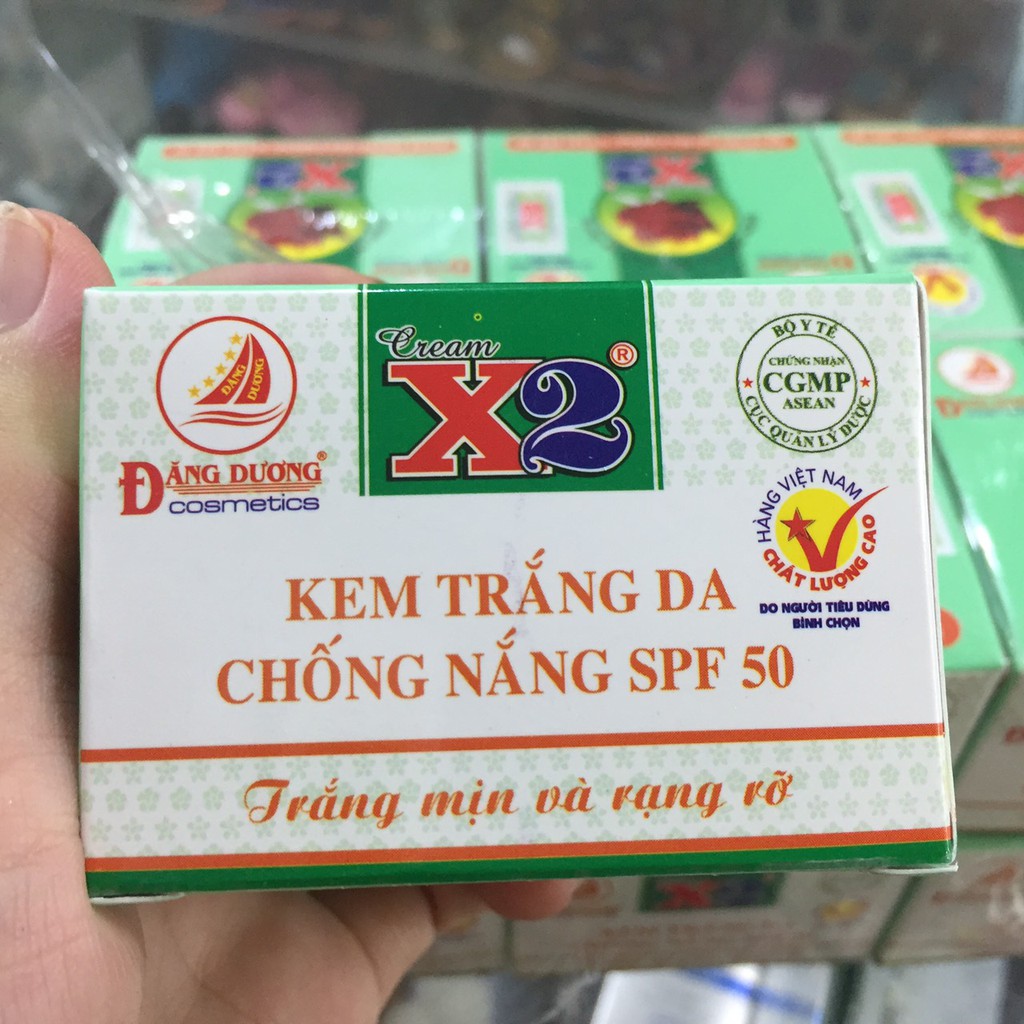 ĐĂNG
DƯƠNG
ĐĂNG DƯƠNG®
cosmetics
Cream
X2®
BỘ Y TẾ
CHỨNG NHẬN
CGMP
ASEAN
CỤC QUẢN LÝ DƯỢC
HÀNG VIỆT NAM
CHẤT LƯỢNG CAO
DO NGƯỜI TIÊU DÙNG
BÌNH CHỌN
KEM TRẮNG DA
CHỐNG NẮNG SPF 50
Trắng mịn và rạng rỡ